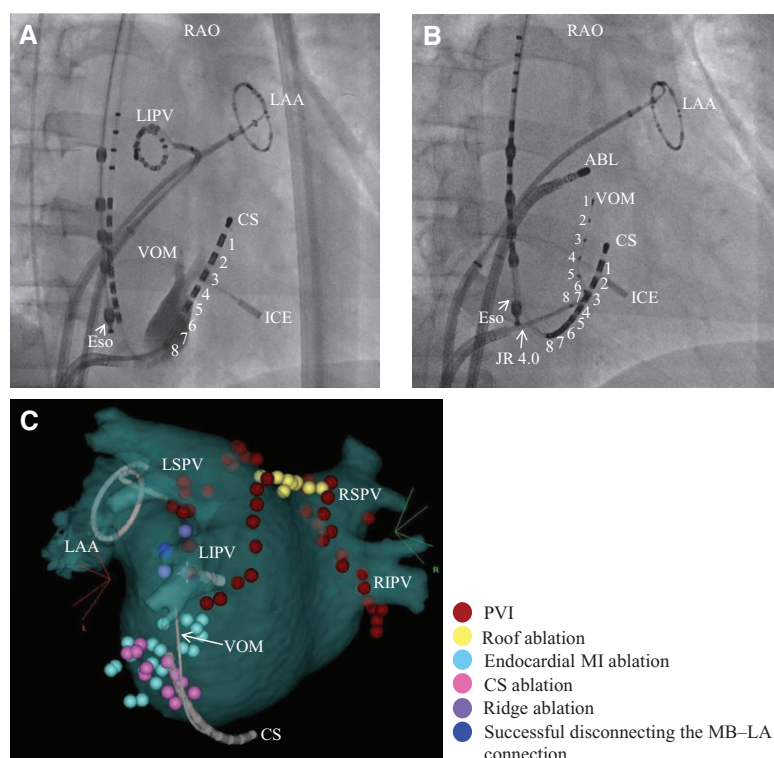 A
RAO
LIPV
LAA
CS
1
2
3
4
5
6
7
8
VOM
ICE
Eso
B
RAO
LAA
ABL
1 VOM
2
3
4
5
6
7
8
CS
1
2
3
4
5
6
7
8
ICE
Eso
JR 4.0
C
LSPV
RSPV
LAA
LIPV
RIPV
R
L
VOM
CS
PVI
Roof ablation
Endocardial MI ablation
CS ablation
Ridge ablation
Successful disconnecting the MB–LA
connection